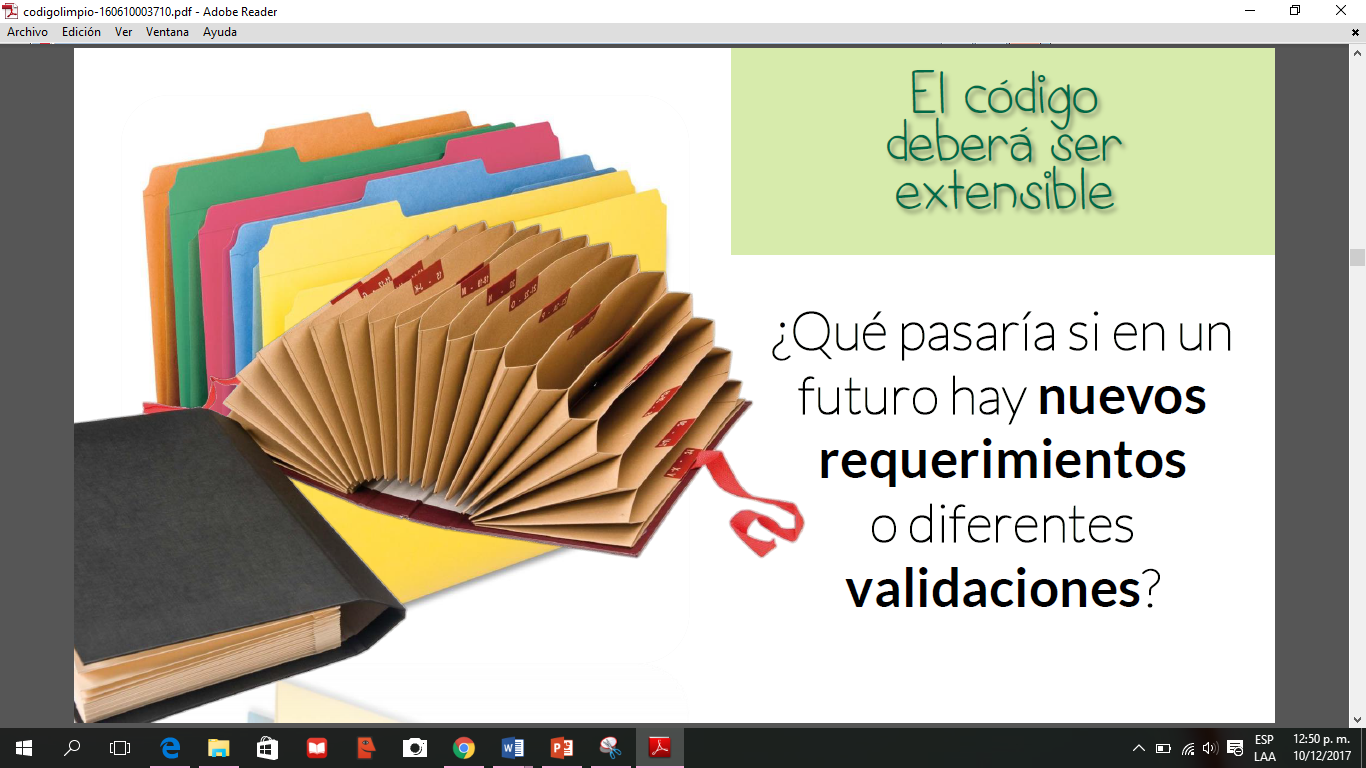 codigolimpio-160610003710.pdf - Adobe Reader
Archivo Edición Ver Ventana Ayuda
El código
deberá ser
extensible
¿Qué pasaría si en un
futuro hay nuevos
requerimientos
o diferentes
validaciones?
ESP
LAA
12:50 p. m.
10/12/2017